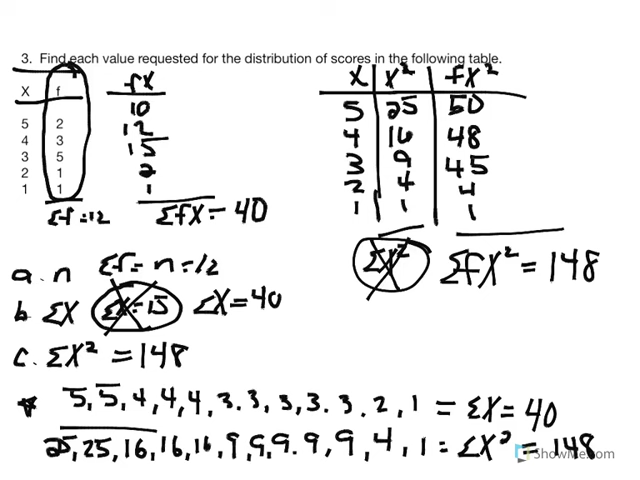 3. Find each value requested for the distribution of scores in the following table.
X f fX X X² fX²
5 2 10 5 25 50
4 3 12 4 16 48
3 5 15 3 9 45
2 1 2 2 4 4
1 1 1 1 1 1
Σf=12 ΣfX=40 ΣX² ΣfX²=148
a. n Σf=n=12
b. ΣX ΣX=15 ΣX=40
c. ΣX²=148
* 5, 5, 4, 4, 4, 3. 3, 3, 3. 3. 2, 1 = ΣX=40
25, 25, 16, 16, 16, 9, 9, 9. 9, 9, 4, 1 = ΣX²=148
ShowMe.com